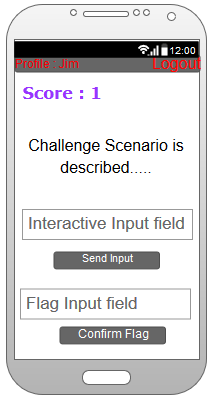 12:00
Profile : Jim Logout
Score : 1
Challenge Scenario is
described.....
Interactive Input field
Send Input
Flag Input field
Confirm Flag